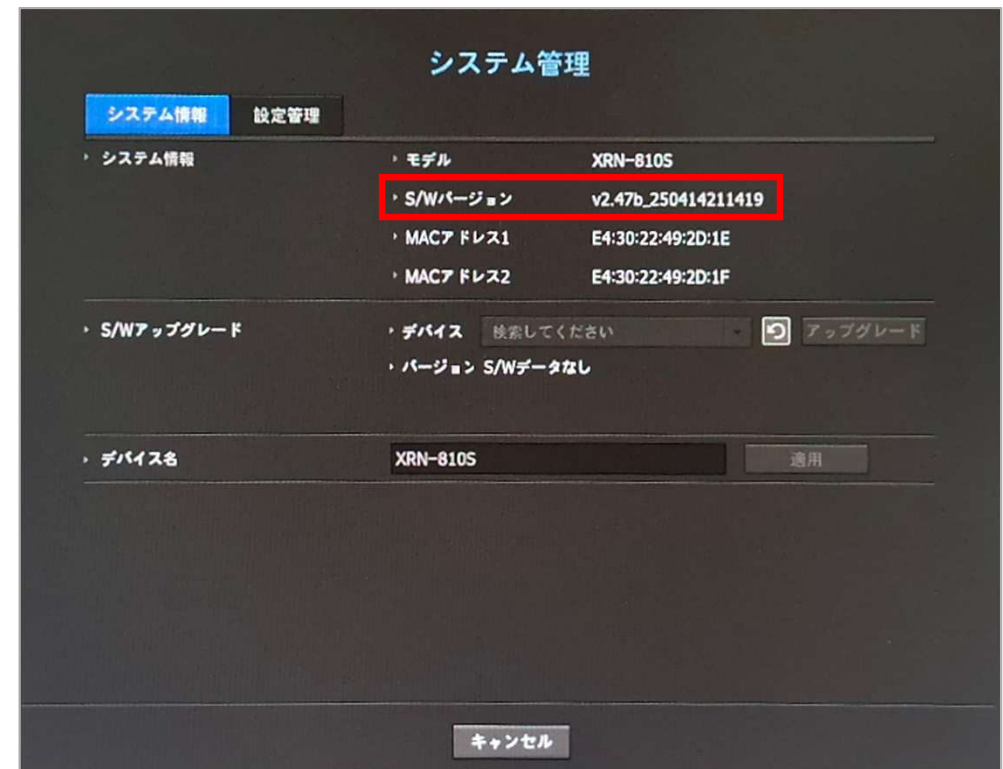 システム管理
システム情報 設定管理
システム情報 モデル XRN-810S
S/Wバージョン v2.47b_250414211419
MACアドレス1 E4:30:22:49:2D:1E
MACアドレス2 E4:30:22:49:2D:1F
S/Wアップグレード デバイス 検索してください アップグレード
バージョン S/Wデータなし
デバイス名 XRN-810S 適用
キャンセル